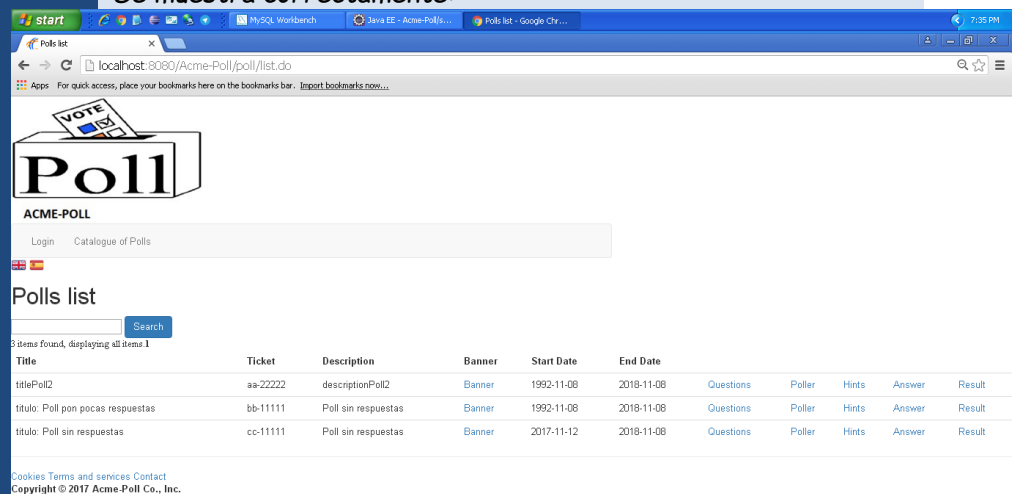 start MySQL Workbench Java EE - Acme-Poll/s... Polls list - Google Chr... 7:35 PM
Polls list
localhost:8080/Acme-Poll/poll/list.do
Apps For quick access, place your bookmarks here on the bookmarks bar. Import bookmarks now...
VOTE
Poll
ACME-POLL
Login Catalogue of Polls
Polls list
Search
3 items found, displaying all items.1
Title Ticket Description Banner Start Date End Date
titlePoll2 aa-22222 descriptionPoll2 Banner 1992-11-08 2018-11-08 Questions Poller Hints Answer Result
titulo: Poll pon pocas respuestas bb-11111 Poll sin respuestas Banner 1992-11-08 2018-11-08 Questions Poller Hints Answer Result
titulo: Poll sin respuestas cc-11111 Poll sin respuestas Banner 2017-11-12 2018-11-08 Questions Poller Hints Answer Result
Cookies Terms and services Contact
Copyright © 2017 Acme-Poll Co., Inc.